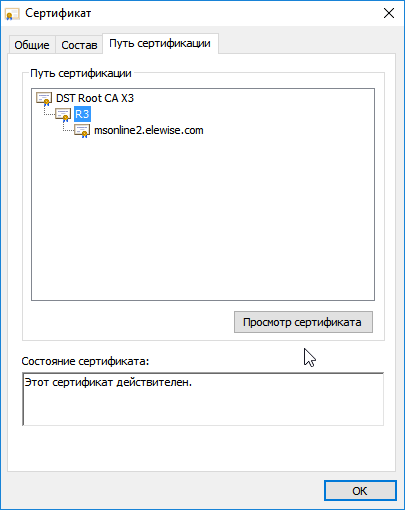 Сертификат
Общие Состав Путь сертификации
Путь сертификации
DST Root CA X3
R3
msonline2.elewise.com
Просмотр сертификата
Состояние сертификата:
Этот сертификат действителен.
OK